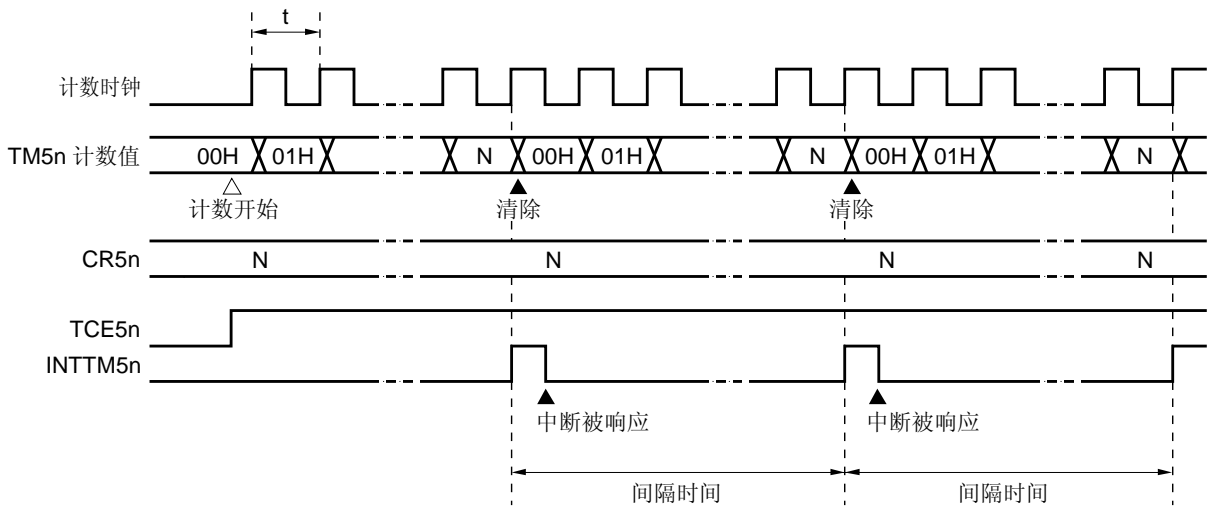 t
计数时钟
TM5n 计数值
00H 01H N 00H 01H N 00H 01H N
计数开始 清除 清除
CR5n
N N N N
TCE5n
INTTM5n
中断被响应 中断被响应
间隔时间 间隔时间